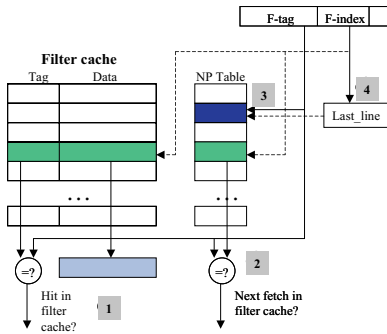 F-tag F-index
Filter cache
Tag Data
NP Table
3
4
Last_line
• • •
• • •
=?
=?
2
1
Hit in
filter
cache?
Next fetch in
filter cache?